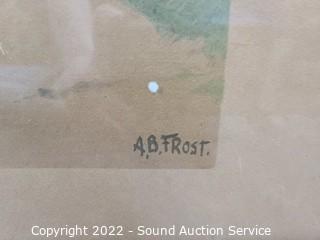 A.B. FROST.
Copyright 2022 - Sound Auction Service